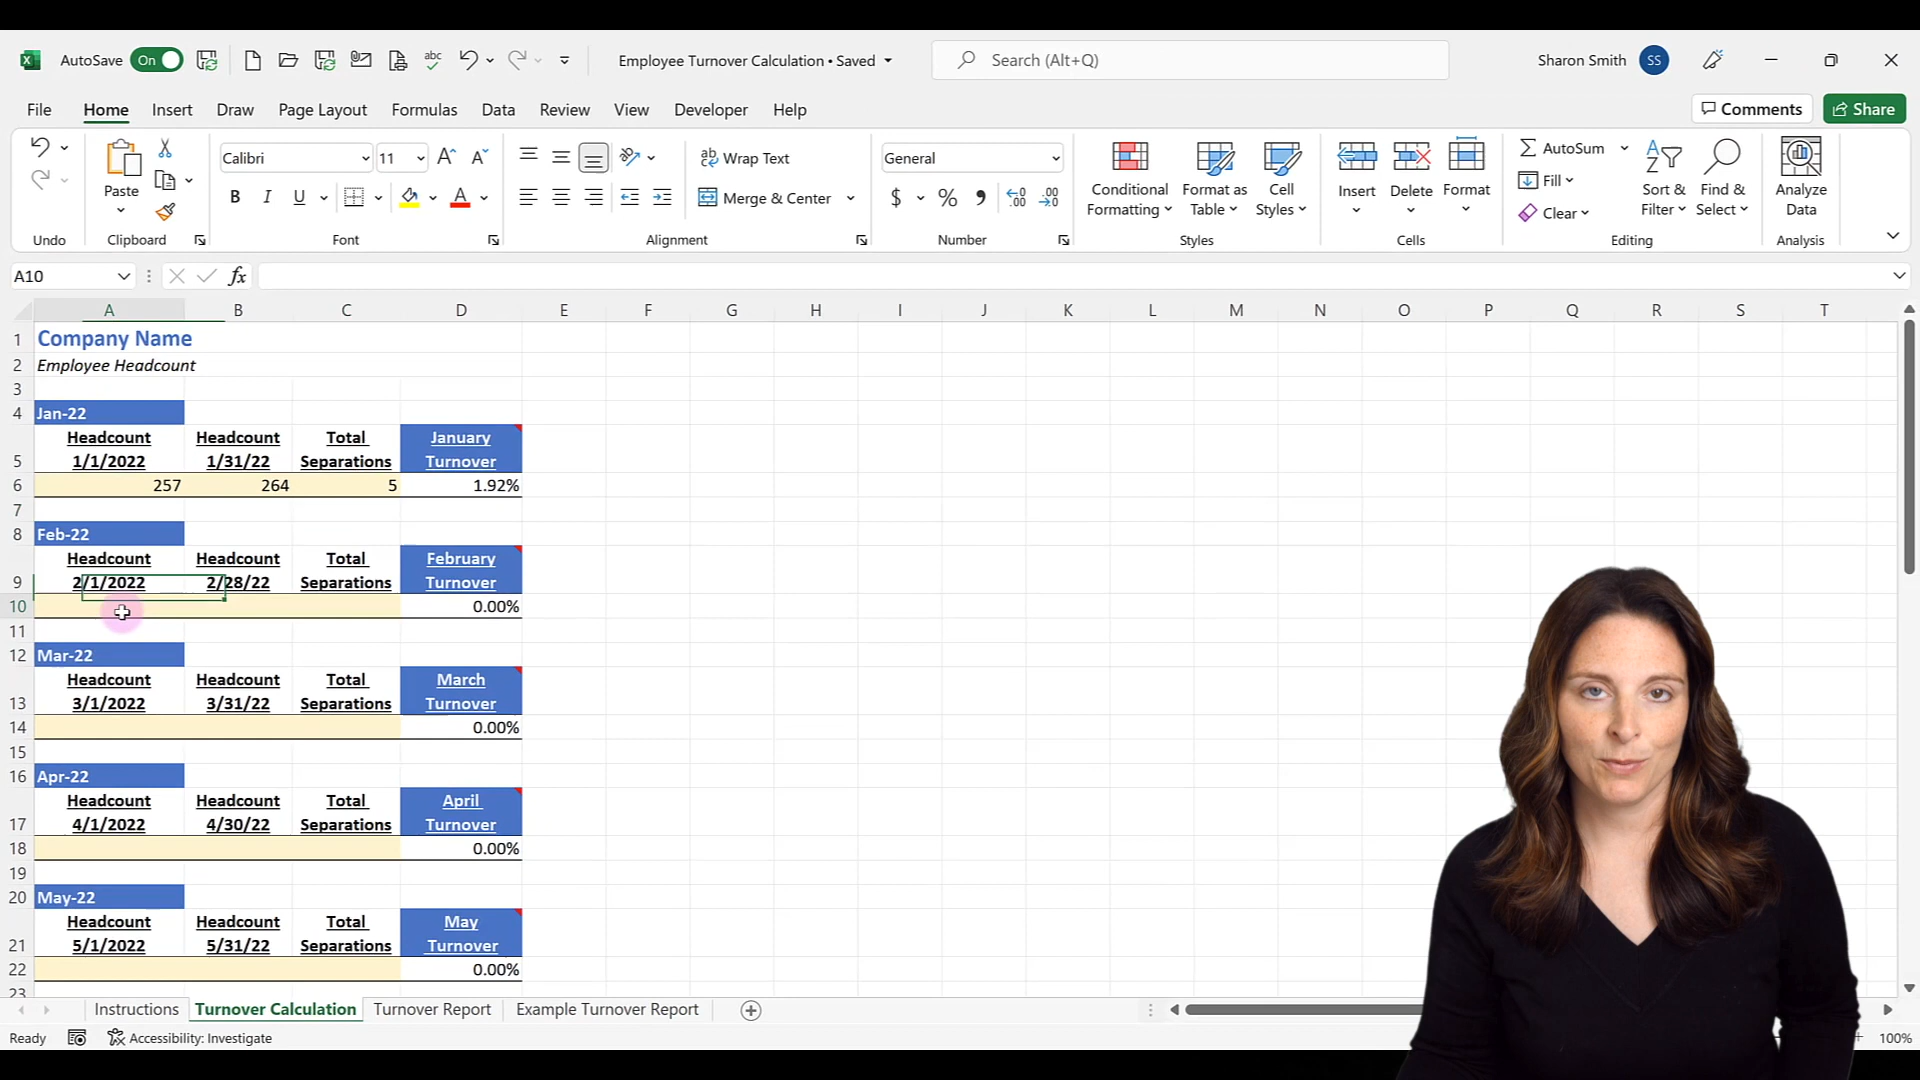 AutoSave On
Employee Turnover Calculation • Saved
Search (Alt+Q)
Sharon Smith SS
File Home Insert Draw Page Layout Formulas Data Review View Developer Help
Comments Share
Paste
Calibri 11
B I U A
Wrap Text
Merge & Center
General
$ % ,
Conditional Formatting
Format as Table
Cell Styles
Insert Delete Format
AutoSum
Fill
Clear
Sort & Filter
Find & Select
Analyze Data
Undo Clipboard Font Alignment Number Styles Cells Editing Analysis
A10 fx
A B C D E F G H I J K L M N O P Q R S T
1 Company Name
2 Employee Headcount
3
4 Jan-22
Headcount Headcount Total January
5 1/1/2022 1/31/22 Separations Turnover
6 257 264 5 1.92%
7
8 Feb-22
Headcount Headcount Total February
9 2/1/2022 2/28/22 Separations Turnover
10 0.00%
11
12 Mar-22
Headcount Headcount Total March
13 3/1/2022 3/31/22 Separations Turnover
14 0.00%
15
16 Apr-22
Headcount Headcount Total April
17 4/1/2022 4/30/22 Separations Turnover
18 0.00%
19
20 May-22
Headcount Headcount Total May
21 5/1/2022 5/31/22 Separations Turnover
22 0.00%
23
Instructions Turnover Calculation Turnover Report Example Turnover Report
Ready Accessibility: Investigate 100%